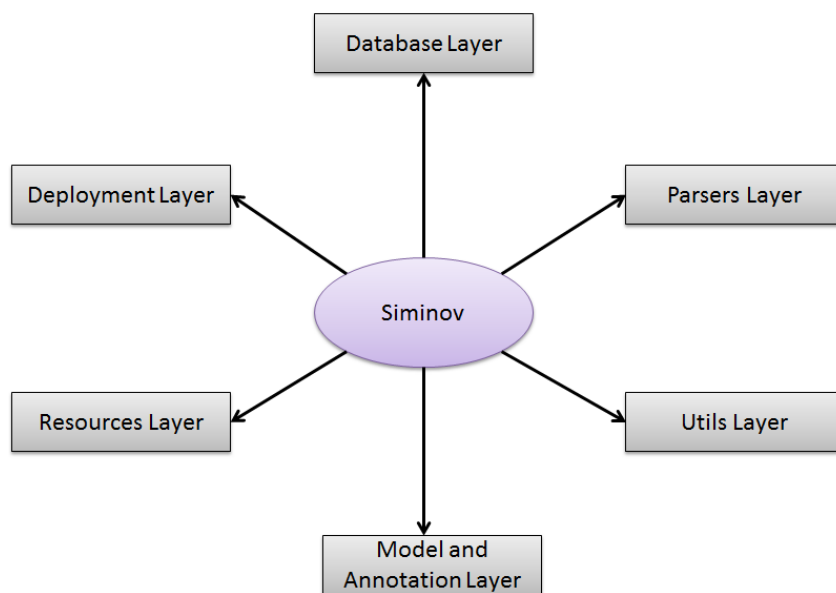 Database Layer
Deployment Layer
Parsers Layer
Siminov
Resources Layer
Utils Layer
Model and
Annotation Layer